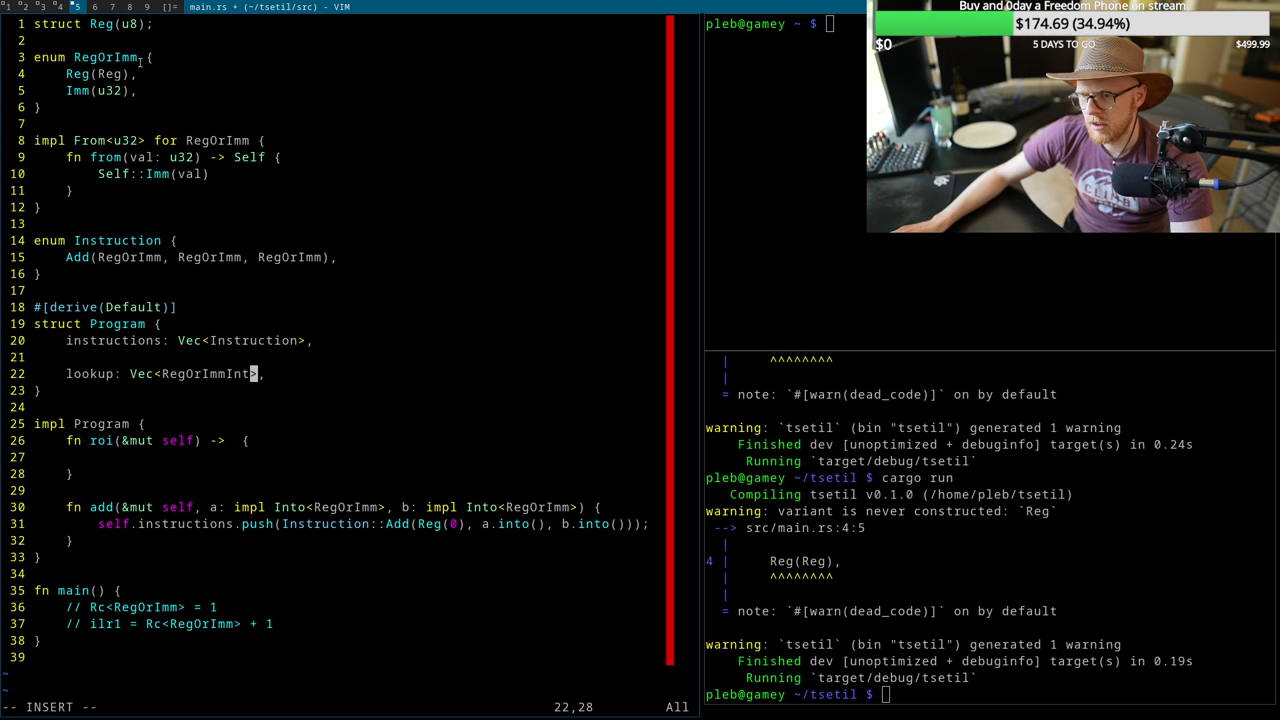 1 2 3 4 5 6 7 8 9 []= main.rs + (~/tsetil/src) - VIM
1 struct Reg(u8);
2
3 enum RegOrImm {
4     Reg(Reg),
5     Imm(u32),
6 }
7
8 impl From<u32> for RegOrImm {
9     fn from(val: u32) -> Self {
10         Self::Imm(val)
11     }
12 }
13
14 enum Instruction {
15     Add(RegOrImm, RegOrImm, RegOrImm),
16 }
17
18 #[derive(Default)]
19 struct Program {
20     instructions: Vec<Instruction>,
21
22     lookup: Vec<RegOrImmInt>,
23 }
24
25 impl Program {
26     fn roi(&mut self) ->  {
27
28     }
29
30     fn add(&mut self, a: impl Into<RegOrImm>, b: impl Into<RegOrImm>) {
31         self.instructions.push(Instruction::Add(Reg(0), a.into(), b.into()));
32     }
33 }
34
35 fn main() {
36     // Rc<RegOrImm> = 1
37     // ilr1 = Rc<RegOrImm> + 1
38 }
39
~
~
-- INSERT -- 22,28 All
pleb@gamey ~ $
Buy and 0day a Freedom Phone on stream
$174.69 (34.94%)
$0 5 DAYS TO GO $499.99
CLIMB
| ^^^^^^^^
|
= note: `#[warn(dead_code)]` on by default
warning: `tsetil` (bin "tsetil") generated 1 warning
Finished dev [unoptimized + debuginfo] target(s) in 0.24s
Running `target/debug/tsetil`
pleb@gamey ~/tsetil $ cargo run
Compiling tsetil v0.1.0 (/home/pleb/tsetil)
warning: variant is never constructed: `Reg`
--> src/main.rs:4:5
|
4 |     Reg(Reg),
|     ^^^^^^^^
|
= note: `#[warn(dead_code)]` on by default
warning: `tsetil` (bin "tsetil") generated 1 warning
Finished dev [unoptimized + debuginfo] target(s) in 0.19s
Running `target/debug/tsetil`
pleb@gamey ~/tsetil $